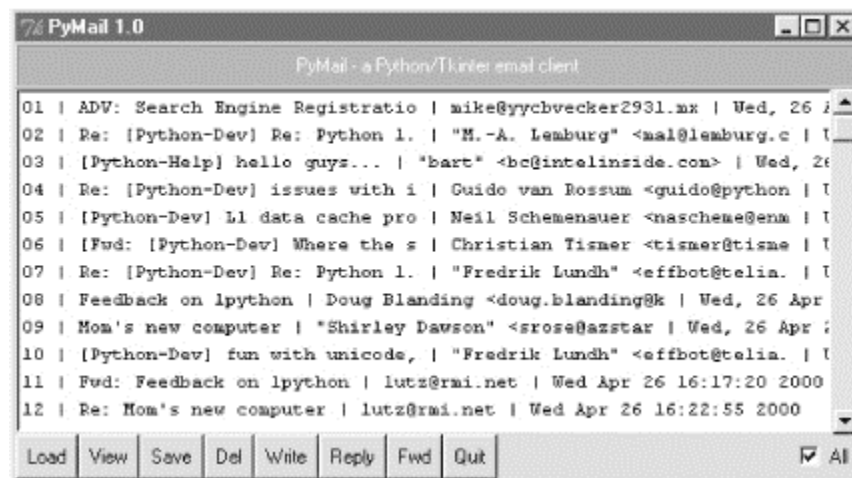 PyMail 1.0
PyMail - a Python/Tkinter email client
01 | ADV: Search Engine Registratio | mike@yycbvecker2931.mx | Wed, 26 A
02 | Re: [Python-Dev] Re: Python 1. | "M.-A. Lemburg" <mal@lemburg.c |
03 | [Python-Help] hello guys... | "bart" <bc@intelinside.com> | Wed, 26
04 | Re: [Python-Dev] issues with i | Guido van Rossum <guido@python |
05 | [Python-Dev] L1 data cache pro | Neil Schemenauer <nascheme@enm |
06 | [Fwd: [Python-Dev] Where the s | Christian Tismer <tismer@tisme |
07 | Re: [Python-Dev] Re: Python 1. | "Fredrik Lundh" <effbot@telia. |
08 | Feedback on lpython | Doug Blanding <doug.blanding@k | Wed, 26 Apr
09 | Mom's new computer | "Shirley Dawson" <srose@azstar | Wed, 26 Apr
10 | [Python-Dev] fun with unicode, | "Fredrik Lundh" <effbot@telia. |
11 | Fwd: Feedback on lpython | lutz@rmi.net | Wed Apr 26 16:17:20 2000
12 | Re: Mom's new computer | lutz@rmi.net | Wed Apr 26 16:22:55 2000
Load View Save Del Write Reply Fwd Quit All